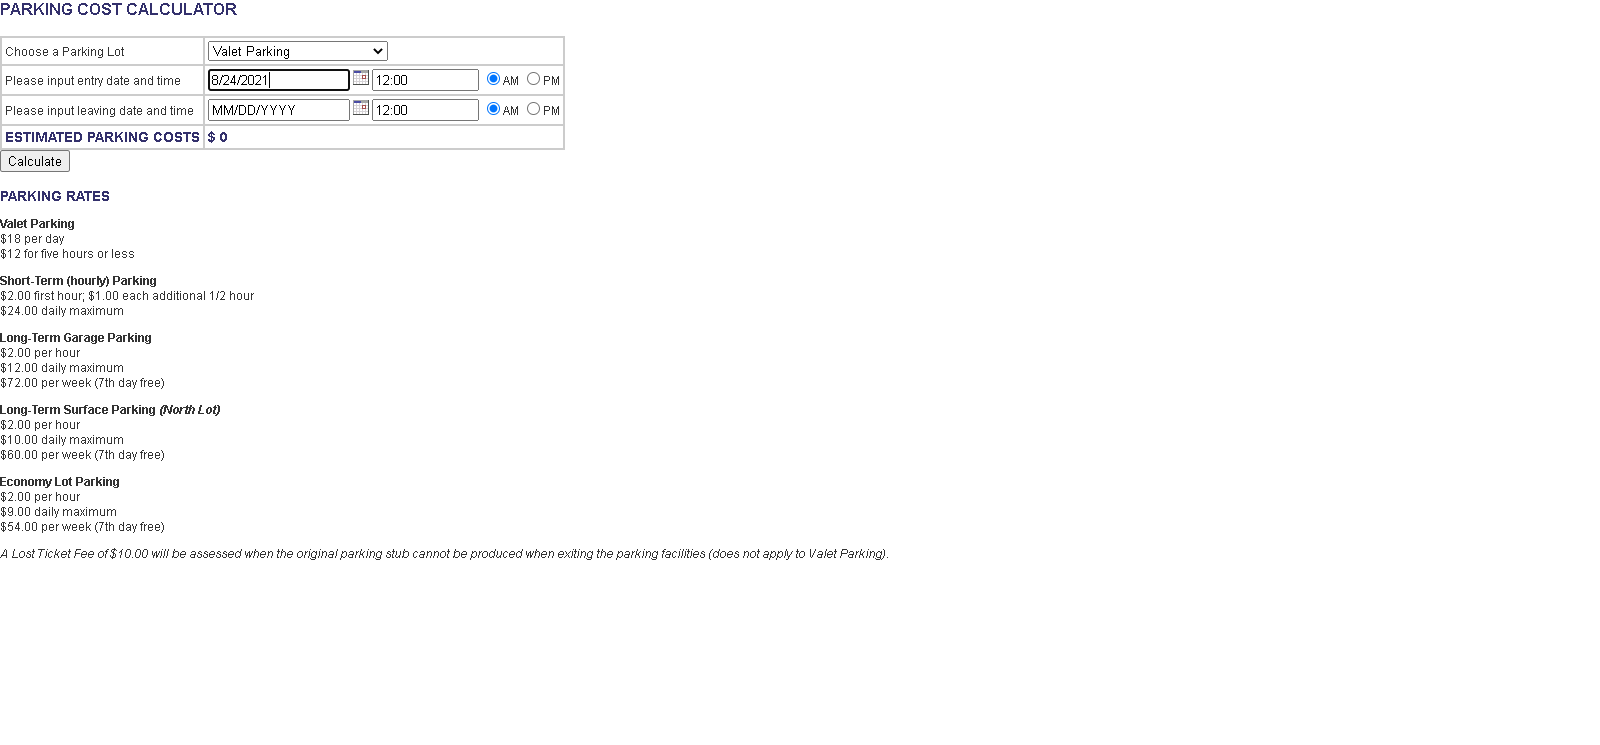 PARKING COST CALCULATOR
Choose a Parking Lot Valet Parking
Please input entry date and time 8/24/2021 12:00 AM PM
Please input leaving date and time MM/DD/YYYY 12:00 AM PM
ESTIMATED PARKING COSTS $ 0
Calculate
PARKING RATES
Valet Parking
$18 per day
$12 for five hours or less
Short-Term (hourly) Parking
$2.00 first hour; $1.00 each additional 1/2 hour
$24.00 daily maximum
Long-Term Garage Parking
$2.00 per hour
$12.00 daily maximum
$72.00 per week (7th day free)
Long-Term Surface Parking (North Lot)
$2.00 per hour
$10.00 daily maximum
$60.00 per week (7th day free)
Economy Lot Parking
$2.00 per hour
$9.00 daily maximum
$54.00 per week (7th day free)
A Lost Ticket Fee of $10.00 will be assessed when the original parking stub cannot be produced when exiting the parking facilities (does not apply to Valet Parking).